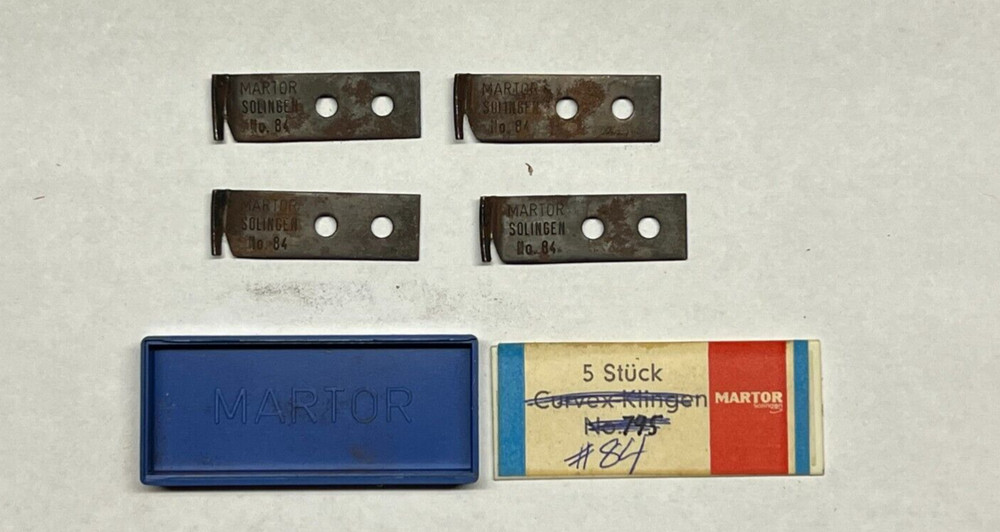 MARTOR
SOLINGEN
No. 84
MARTOR
SOLINGEN
No. 84
MARTOR
SOLINGEN
No. 84
MARTOR
SOLINGEN
No. 84
MARTOR
5 Stück
Curvex-Klingen
No. 795
#84
MARTOR